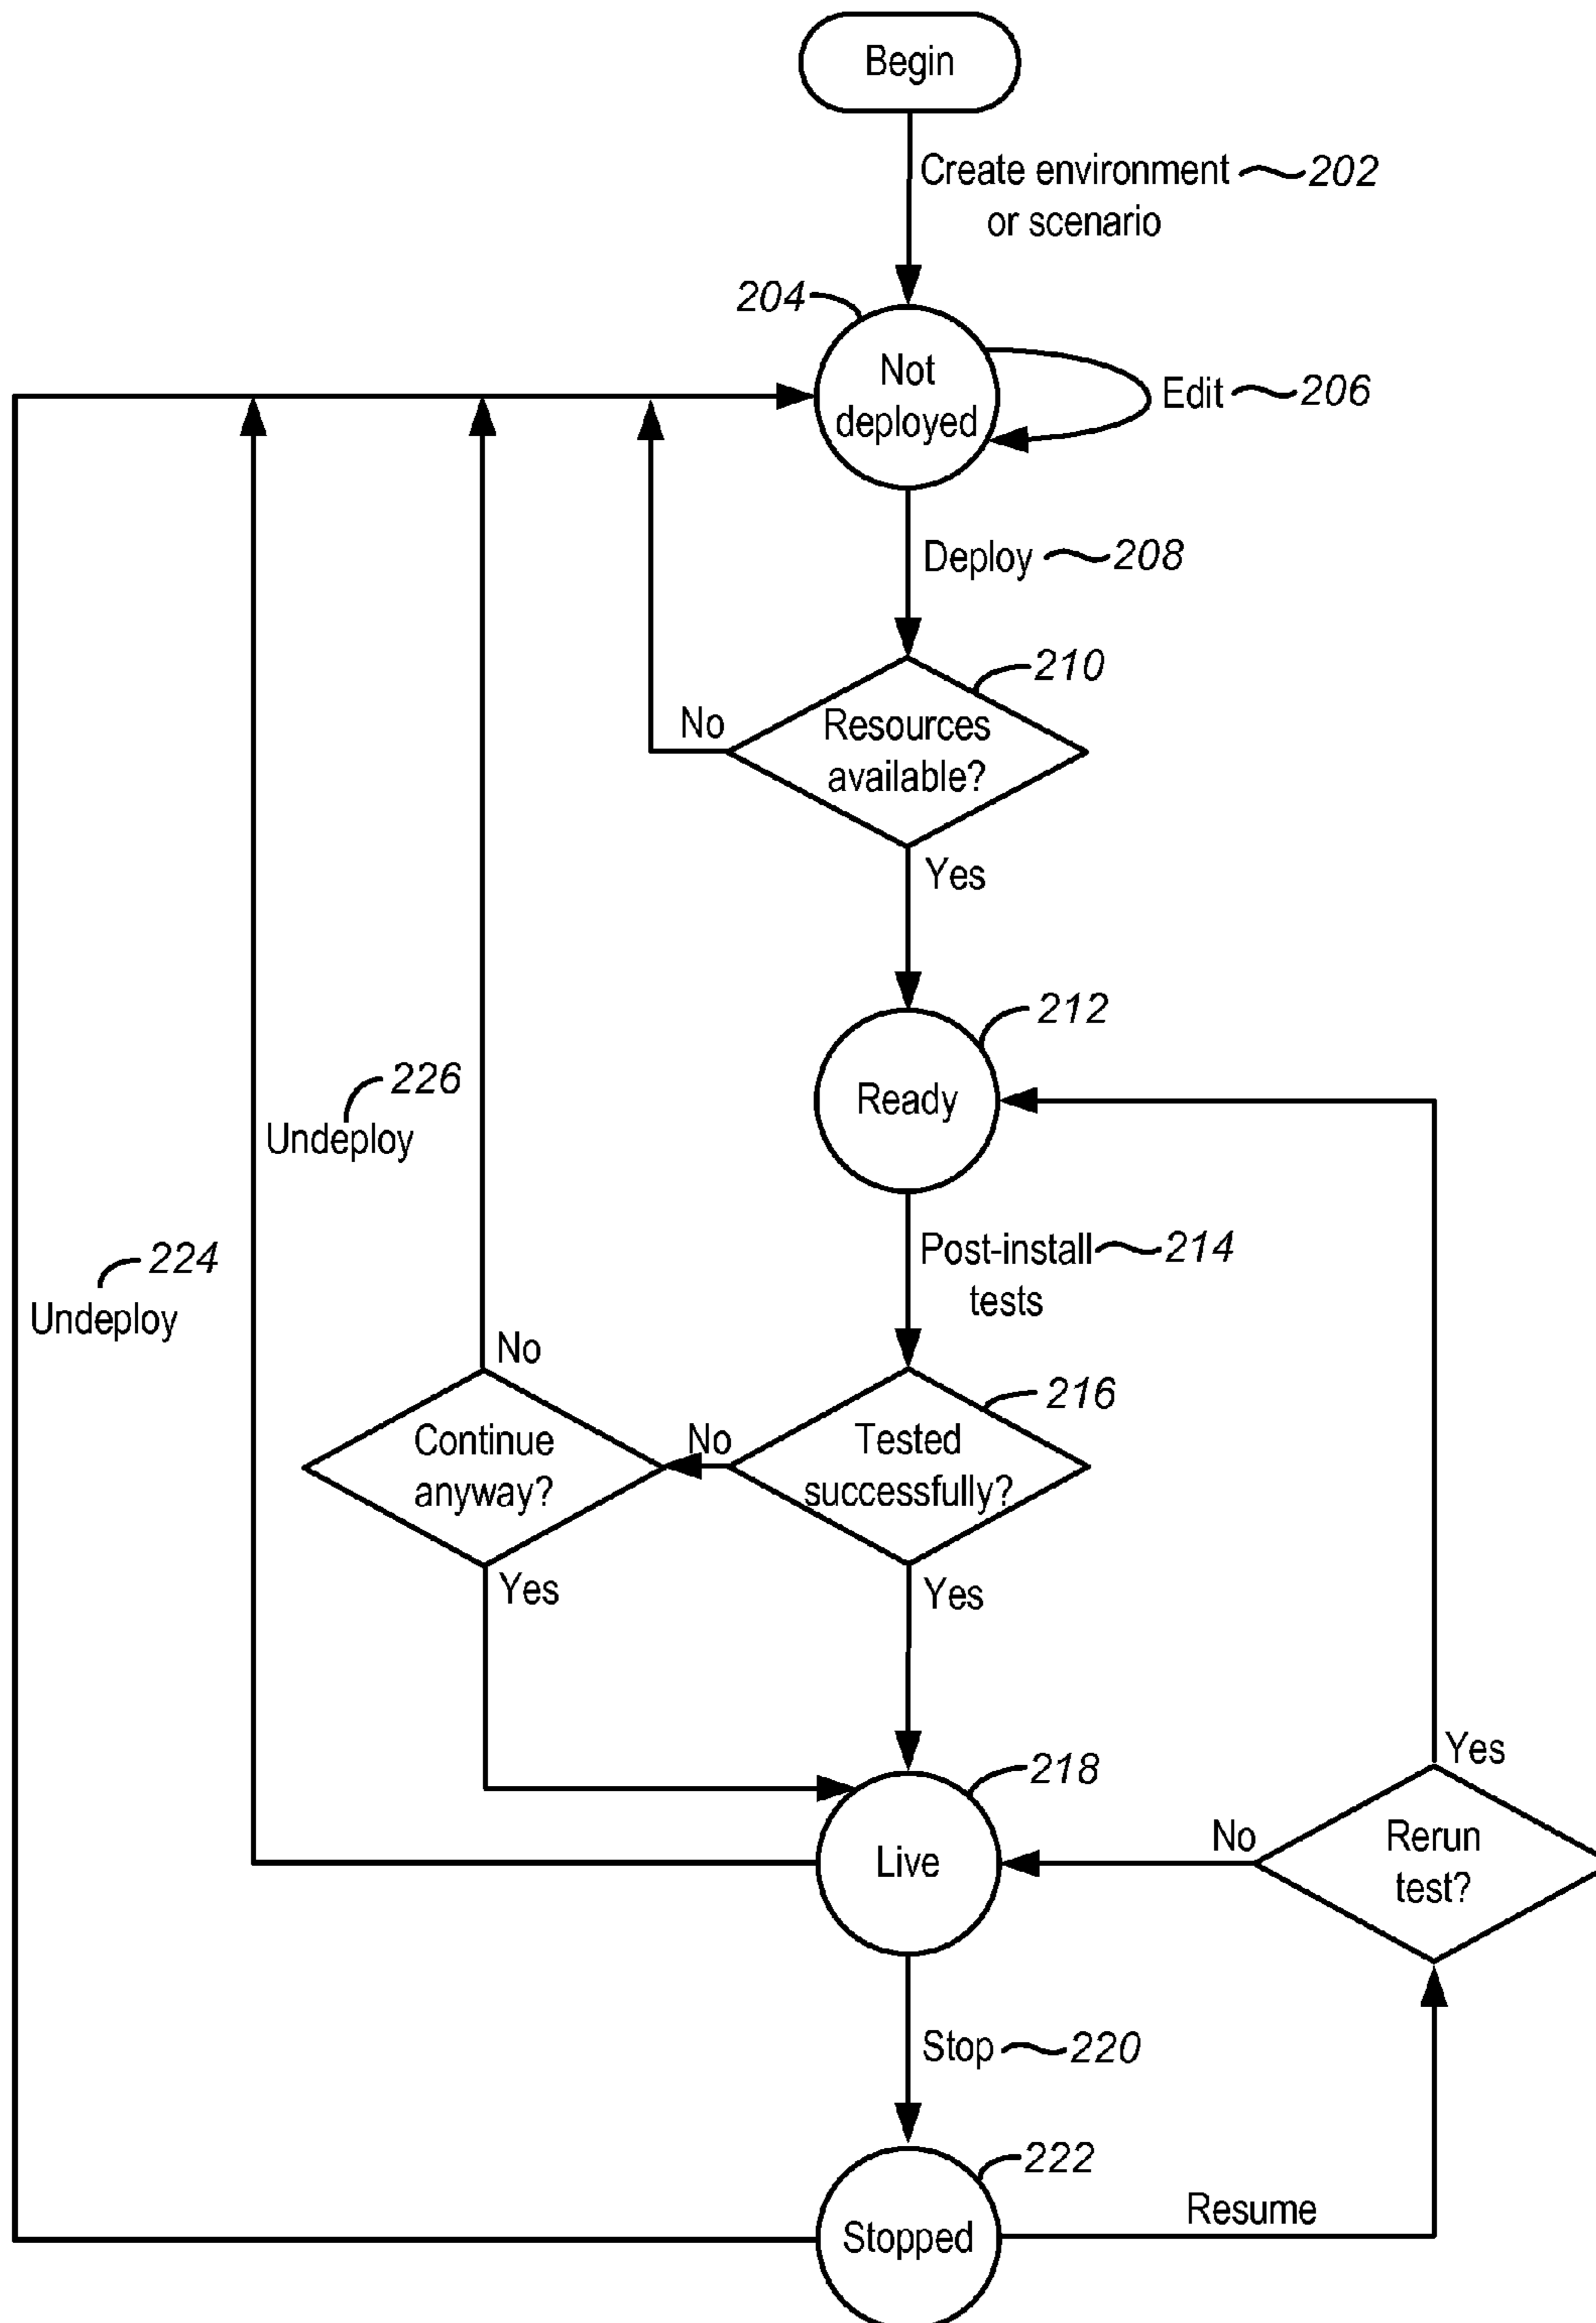 Begin
Create environment 202
or scenario
204
Not
deployed
Edit 206
Deploy 208
210
No
Resources
available?
Yes
212
226
Ready
Undeploy
224
Undeploy
Post-install 214
tests
No
216
Continue
anyway?
No
Tested
successfully?
Yes
Yes
218
Yes
Live
No
Rerun
test?
Stop 220
222
Stopped
Resume